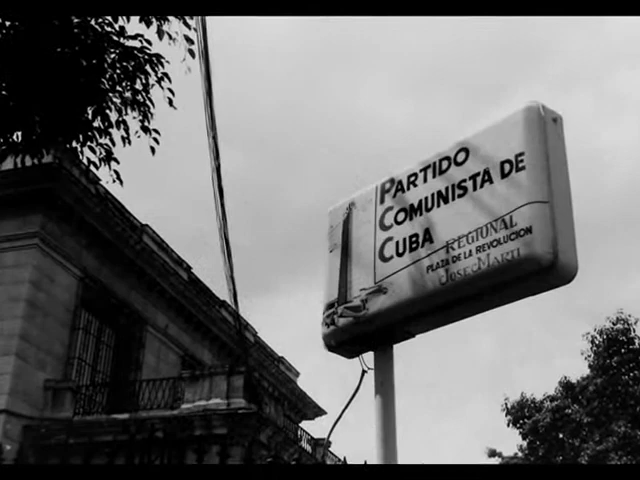 PARTIDO
COMUNISTA DE
CUBA
REGIONAL
PLAZA DE LA REVOLUCION
JOSE MARTI